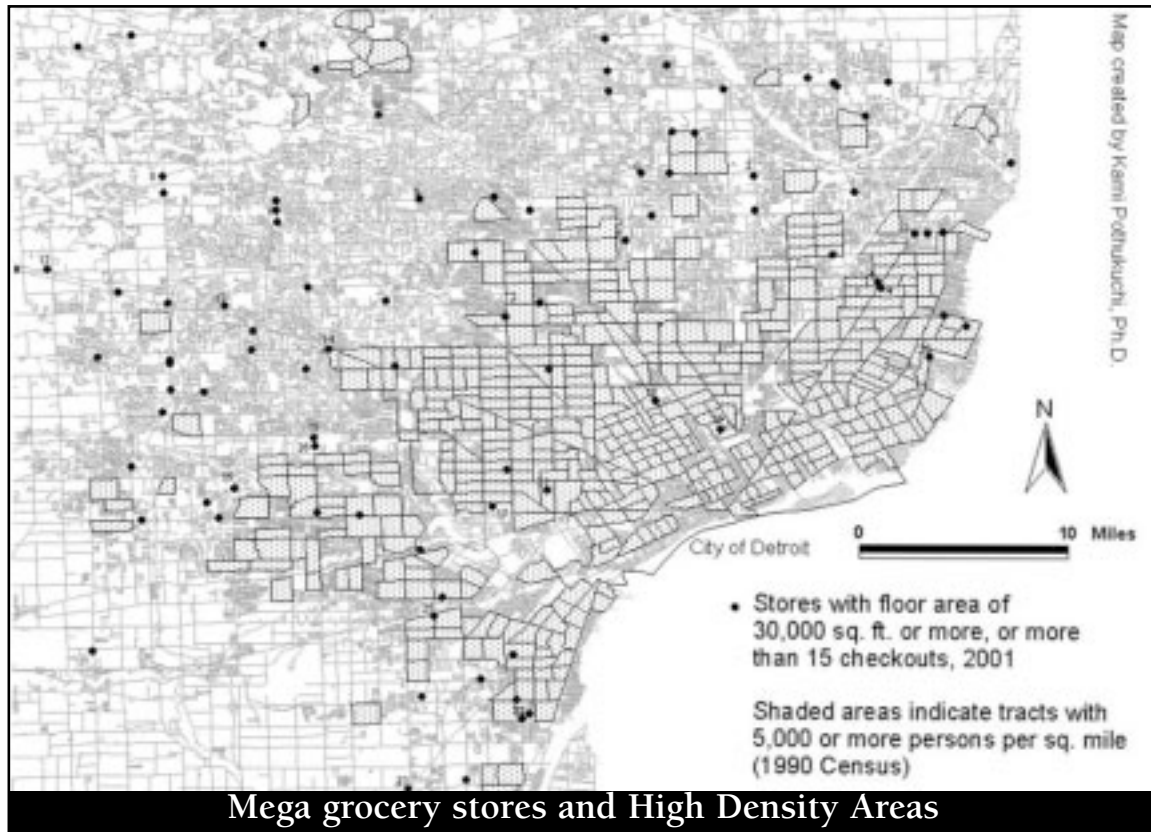 Map created by Kami Pothukuchi, Ph.D.
N
0 10 Miles
City of Detroit
Stores with floor area of
30,000 sq. ft. or more, or more
than 15 checkouts, 2001
Shaded areas indicate tracts with
5,000 or more persons per sq. mile
(1990 Census)
Mega grocery stores and High Density Areas